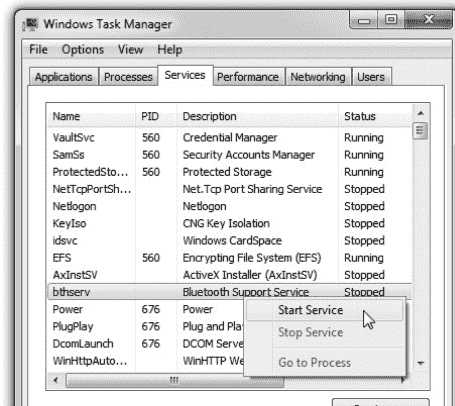 Windows Task Manager
File Options View Help
Applications Processes Services Performance Networking Users
Name PID Description Status
VaultSvc 560 Credential Manager Running
SamSs 560 Security Accounts Manager Running
ProtectedSto... 560 Protected Storage Running
NetTcpPortSh... Net.Tcp Port Sharing Service Stopped
Netlogon Netlogon Stopped
KeyIso CNG Key Isolation Stopped
idsvc Windows CardSpace Stopped
EFS 560 Encrypting File System (EFS) Running
AxInstSV ActiveX Installer (AxInstSV) Stopped
bthserv Bluetooth Support Service Stopped
Power 676 Power
PlugPlay 676 Plug and Pla
DcomLaunch 676 DCOM Serve
WinHttpAuto... WinHTTP We
Start Service
Stop Service
Go to Process